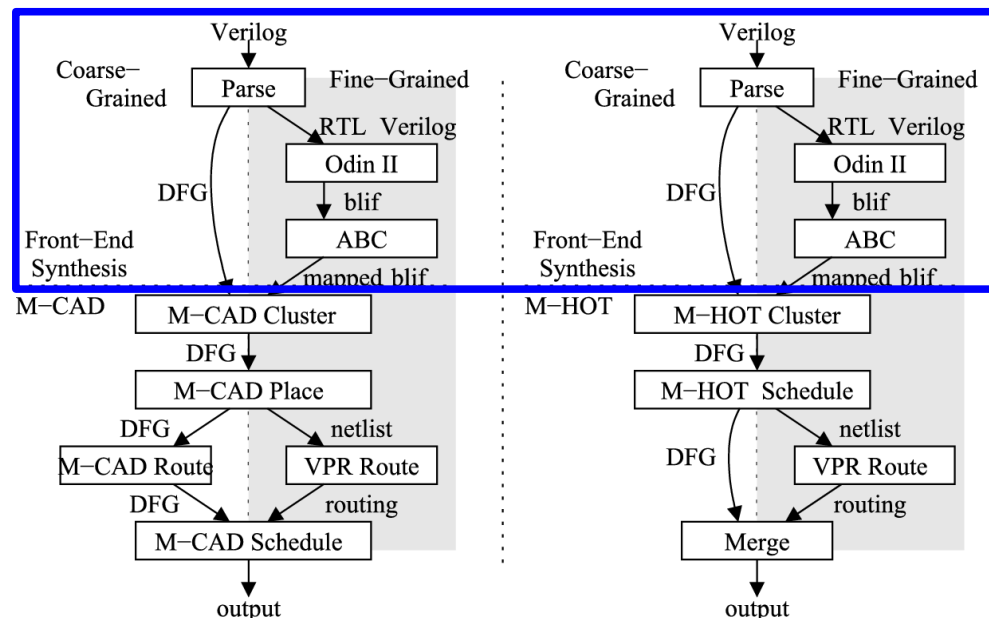 Verilog
Coarse−
Grained
Parse
Fine−Grained
RTL Verilog
Odin II
DFG
blif
ABC
Front−End
Synthesis
mapped blif
M−CAD
M−CAD Cluster
DFG
M−CAD Place
DFG
netlist
M−CAD Route
VPR Route
DFG
routing
M−CAD Schedule
output
Verilog
Coarse−
Grained
Parse
Fine−Grained
RTL Verilog
Odin II
DFG
blif
ABC
Front−End
Synthesis
mapped blif
M−HOT
M−HOT Cluster
DFG
M−HOT Schedule
netlist
DFG
VPR Route
routing
Merge
output